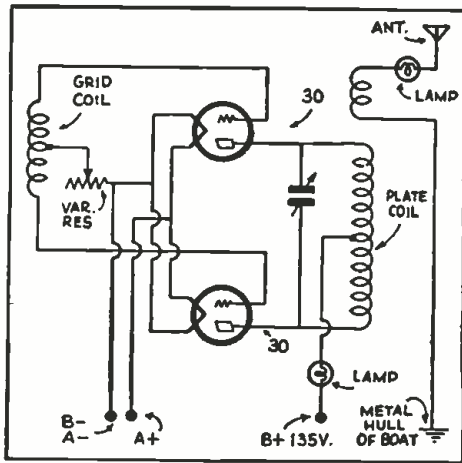 ANT.
LAMP
GRID
COIL
30
VAR.
RES
PLATE
COIL
30
LAMP
B-
A-
A+
B+ 135V.
METAL
HULL
OF BOAT